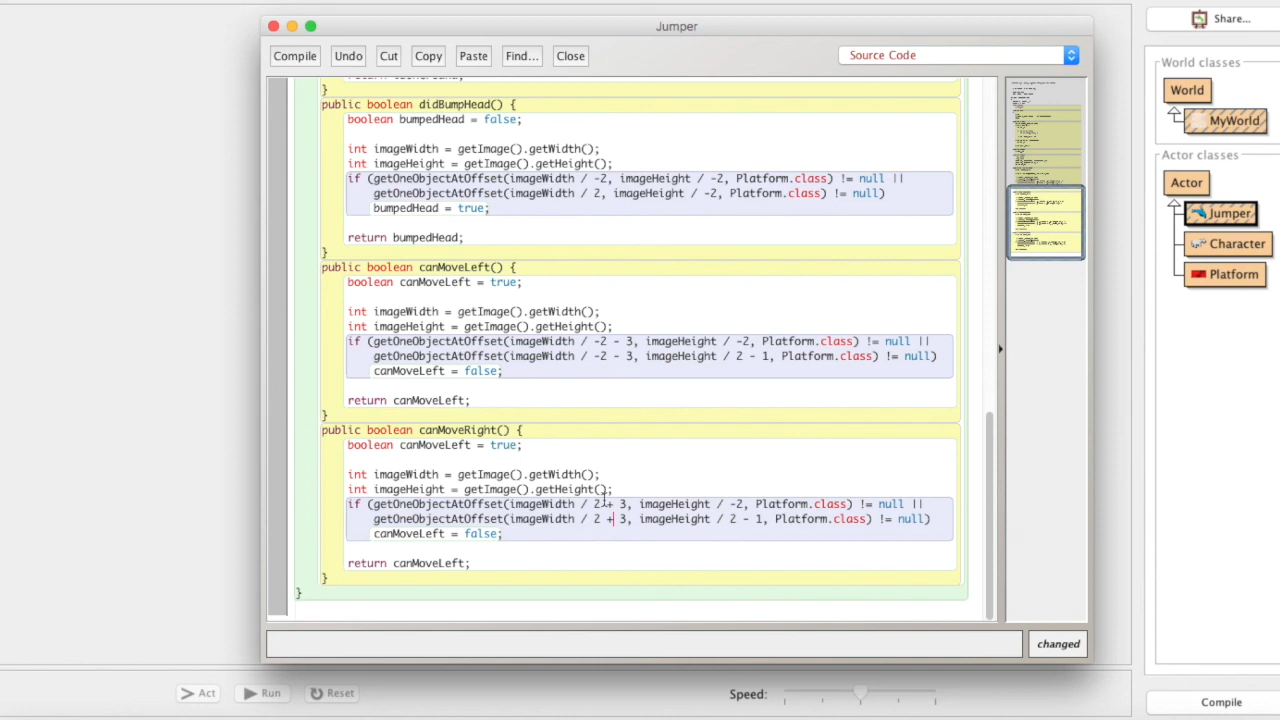 Jumper
Share...
Compile Undo Cut Copy Paste Find... Close Source Code
World classes
World
MyWorld
Actor classes
Actor
Jumper
Character
Platform
}
public boolean didBumpHead() {
boolean bumpedHead = false;
int imageWidth = getImage().getWidth();
int imageHeight = getImage().getHeight();
if (getOneObjectAtOffset(imageWidth / -2, imageHeight / -2, Platform.class) != null ||
getOneObjectAtOffset(imageWidth / 2, imageHeight / -2, Platform.class) != null)
bumpedHead = true;
return bumpedHead;
}
public boolean canMoveLeft() {
boolean canMoveLeft = true;
int imageWidth = getImage().getWidth();
int imageHeight = getImage().getHeight();
if (getOneObjectAtOffset(imageWidth / -2 - 3, imageHeight / -2, Platform.class) != null ||
getOneObjectAtOffset(imageWidth / -2 - 3, imageHeight / 2 - 1, Platform.class) != null)
canMoveLeft = false;
return canMoveLeft;
}
public boolean canMoveRight() {
boolean canMoveLeft = true;
int imageWidth = getImage().getWidth();
int imageHeight = getImage().getHeight();
if (getOneObjectAtOffset(imageWidth / 2 + 3, imageHeight / -2, Platform.class) != null ||
getOneObjectAtOffset(imageWidth / 2 + 3, imageHeight / 2 - 1, Platform.class) != null)
canMoveLeft = false;
return canMoveLeft;
}
}
changed
Act Run Reset Speed:
Compile